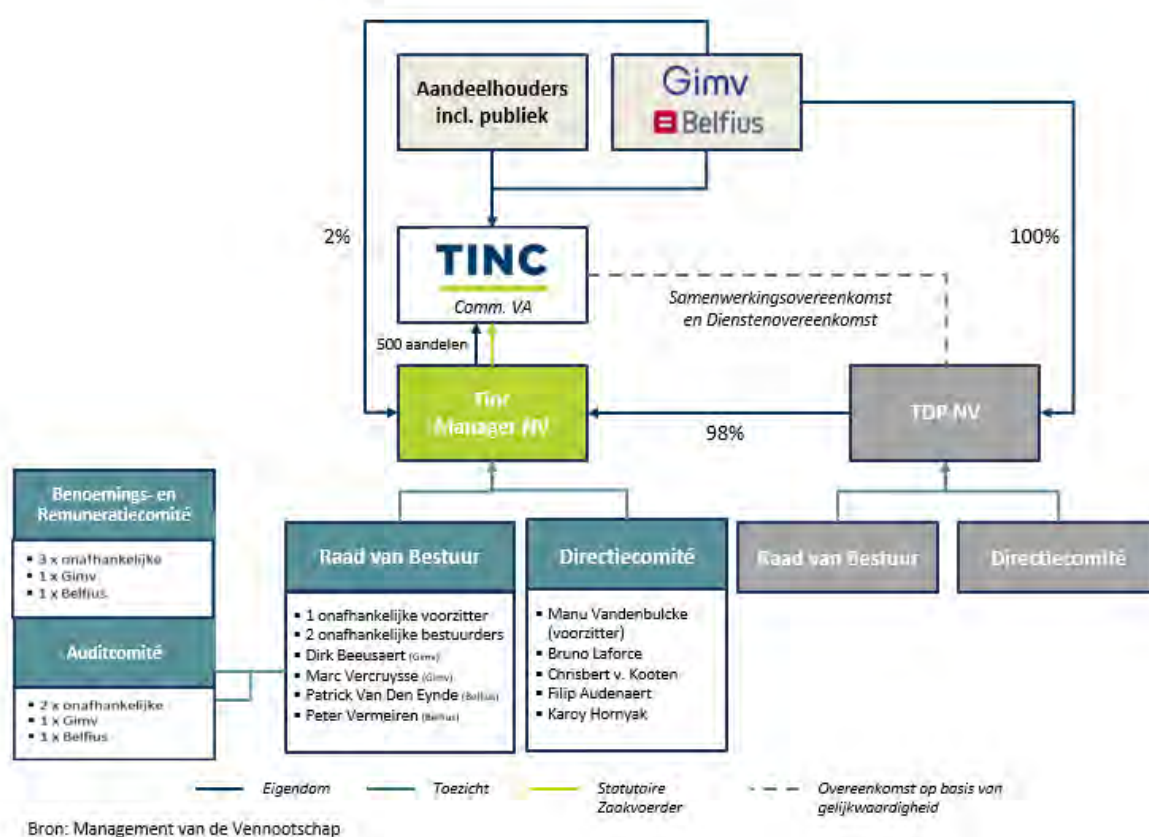 Aandeelhouders
incl. publiek
Gimv
Belfius
2%
100%
TINC
Comm. VA
Samenwerkingsovereenkomst
en Dienstenovereenkomst
500 aandelen
Tinc
Manager NV
98%
TDP NV
Benoemings- en
Remuneratiecomité
▪ 3 x onafhankelijke
▪ 1 x Gimv
▪ 1 x Belfius
Auditcomité
▪ 2 x onafhankelijke
▪ 1 x Gimv
▪ 1 x Belfius
Raad van Bestuur
▪ 1 onafhankelijke voorzitter
▪ 2 onafhankelijke bestuurders
▪ Dirk Beeusaert (Gimv)
▪ Marc Vercruysse (Gimv)
▪ Patrick Van Den Eynde (Belfius)
▪ Peter Vermeiren (Belfius)
Directiecomité
▪ Manu Vandenbulcke
(voorzitter)
▪ Bruno Laforce
▪ Chrisbert v. Kooten
▪ Filip Audenaert
▪ Karoy Hornyak
Raad van Bestuur
Directiecomité
Eigendom
Toezicht
Statutaire
Zaakvoerder
Overeenkomst op basis van
gelijkwaardigheid
Bron: Management van de Vennootschap